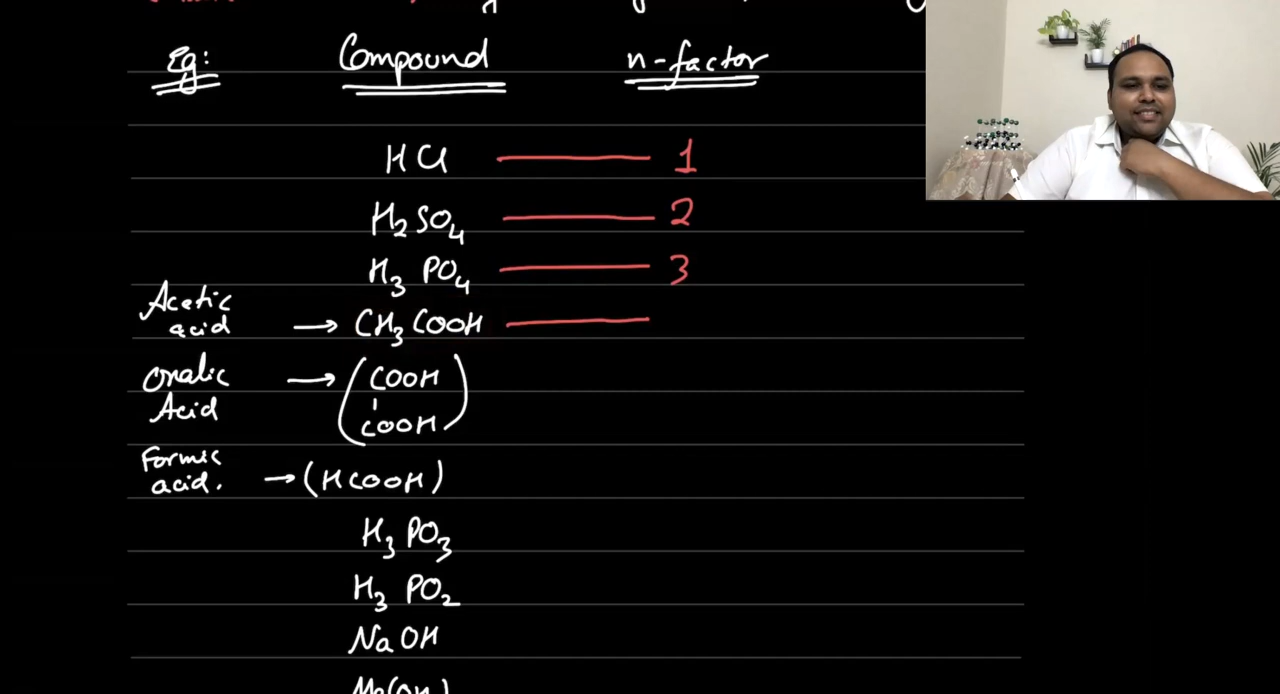 Eg: Compound n-factor
HCl 1
H2SO4 2
H3PO4 3
Acetic acid → CH3COOH
Oxalic Acid → (COOH
COOH)
Formic acid. → (HCOOH)
H3PO3
H3PO2
NaOH